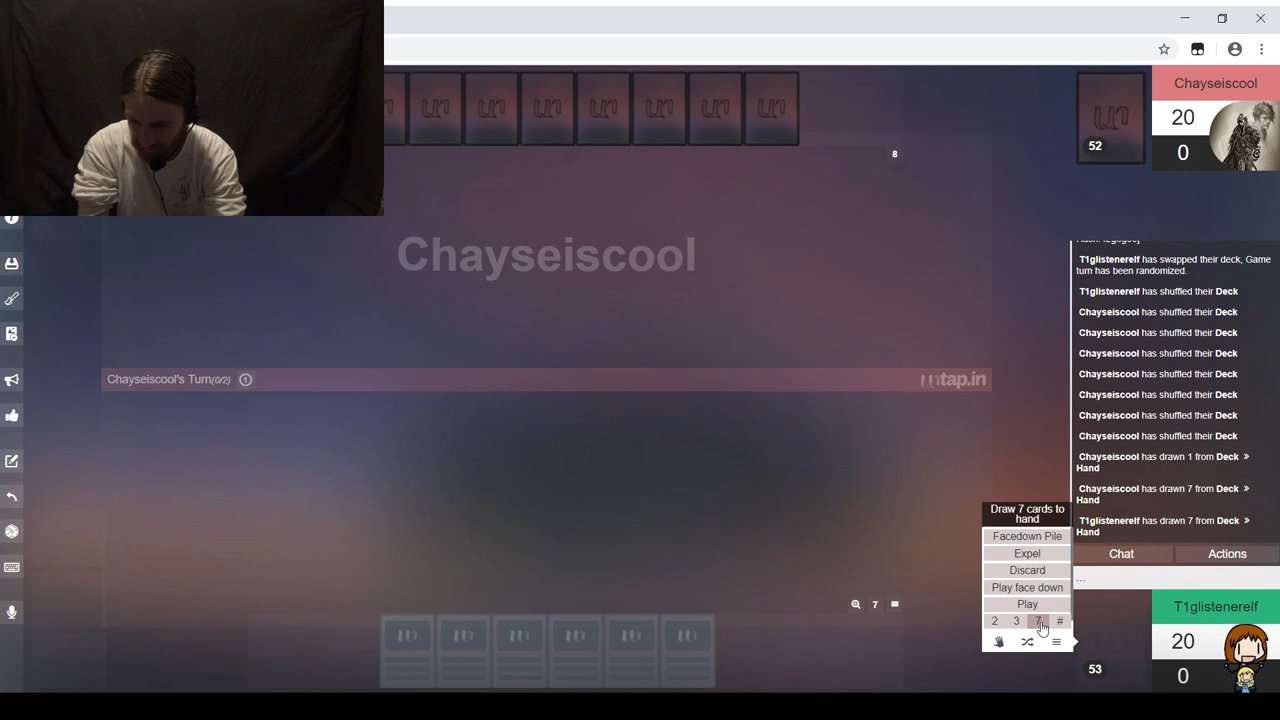 Chayseiscool
20
0
52
8
Chayseiscool
T1glistenerelf has swapped their deck, Game
turn has been randomized.
T1glistenerelf has shuffled their Deck
Chayseiscool has shuffled their Deck
Chayseiscool has shuffled their Deck
Chayseiscool has shuffled their Deck
Chayseiscool has shuffled their Deck
Chayseiscool has shuffled their Deck
Chayseiscool has shuffled their Deck
Chayseiscool has shuffled their Deck
Chayseiscool's Turn(0/2) 1
untap.in
Chayseiscool has drawn 1 from Deck »
Hand
Chayseiscool has drawn 7 from Deck »
Hand
T1glistenerelf has drawn 7 from Deck »
Hand
Draw 7 cards to
hand
Facedown Pile
Expel
Discard
Play face down
Play
2 3 7 #
Chat Actions
...
7
T1glistenerelf
20
0
53